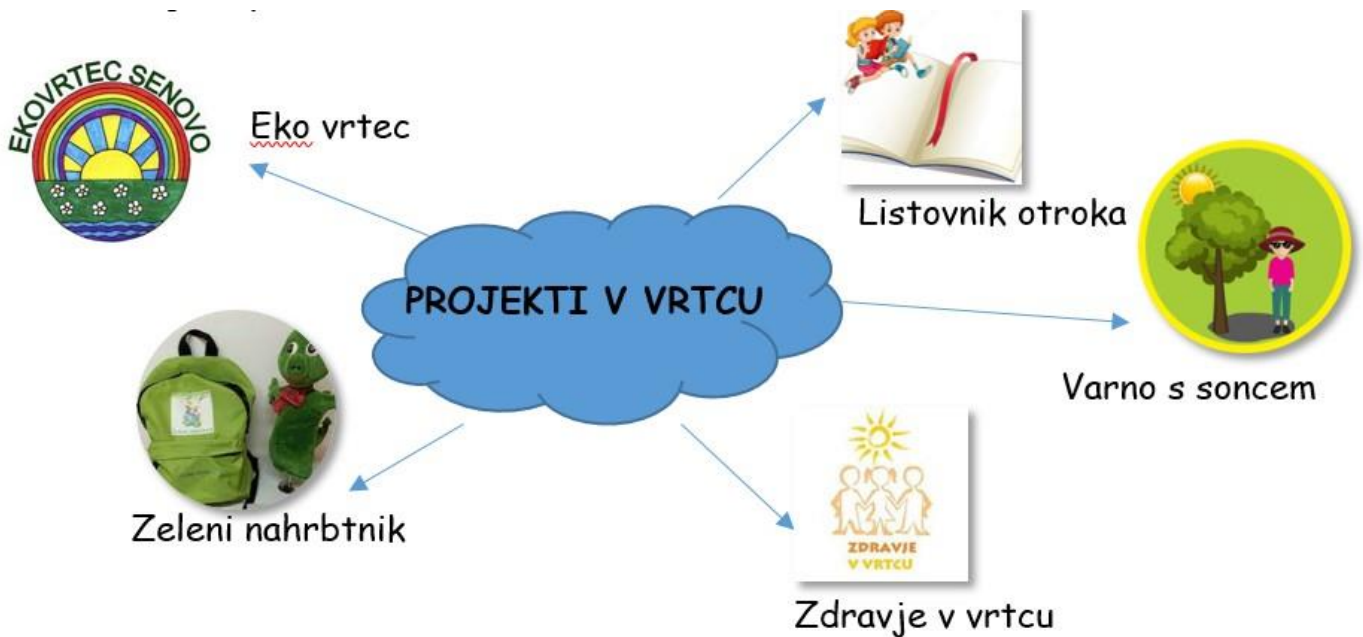 EKOVRTEC SENOVO
Eko vrtec
Listovnik otroka
PROJEKTI V VRTCU
Varno s soncem
Zeleni nahrbtnik
ZDRAVJE
V VRTCU
Zdravje v vrtcu